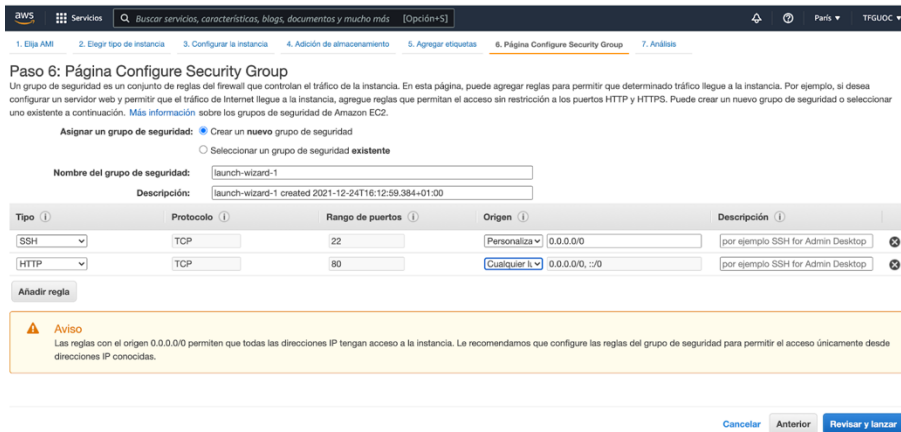 aws Servicios Buscar servicios, características, blogs, documentos y mucho más [Opción+S] París TFGUOC
1. Elija AMI 2. Elegir tipo de instancia 3. Configurar la instancia 4. Adición de almacenamiento 5. Agregar etiquetas 6. Página Configure Security Group 7. Análisis
Paso 6: Página Configure Security Group
Un grupo de seguridad es un conjunto de reglas del firewall que controlan el tráfico de la instancia. En esta página, puede agregar reglas para permitir que determinado tráfico llegue a la instancia. Por ejemplo, si desea
configurar un servidor web y permitir que el tráfico de Internet llegue a la instancia, agregue reglas que permitan el acceso sin restricción a los puertos HTTP y HTTPS. Puede crear un nuevo grupo de seguridad o seleccionar
uno existente a continuación. Más información sobre los grupos de seguridad de Amazon EC2.
Asignar un grupo de seguridad: Crear un nuevo grupo de seguridad
Seleccionar un grupo de seguridad existente
Nombre del grupo de seguridad: launch-wizard-1
Descripción: launch-wizard-1 created 2021-12-24T16:12:59.384+01:00
Tipo Protocolo Rango de puertos Origen Descripción
SSH TCP 22 Personaliza 0.0.0.0/0 por ejemplo SSH for Admin Desktop
HTTP TCP 80 Cualquier lu 0.0.0.0/0, ::/0 por ejemplo SSH for Admin Desktop
Añadir regla
Aviso
Las reglas con el origen 0.0.0.0/0 permiten que todas las direcciones IP tengan acceso a la instancia. Le recomendamos que configure las reglas del grupo de seguridad para permitir el acceso únicamente desde
direcciones IP conocidas.
Cancelar Anterior Revisar y lanzar